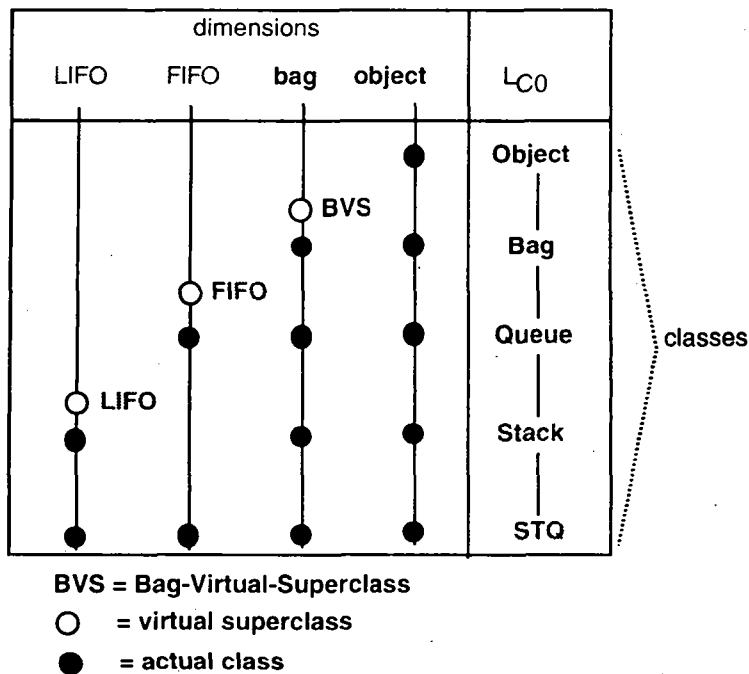 dimensions
LIFO FIFO bag object LC0
Object
BVS
Bag
FIFO
Queue
classes
LIFO
Stack
STQ
BVS = Bag-Virtual-Superclass
= virtual superclass
= actual class